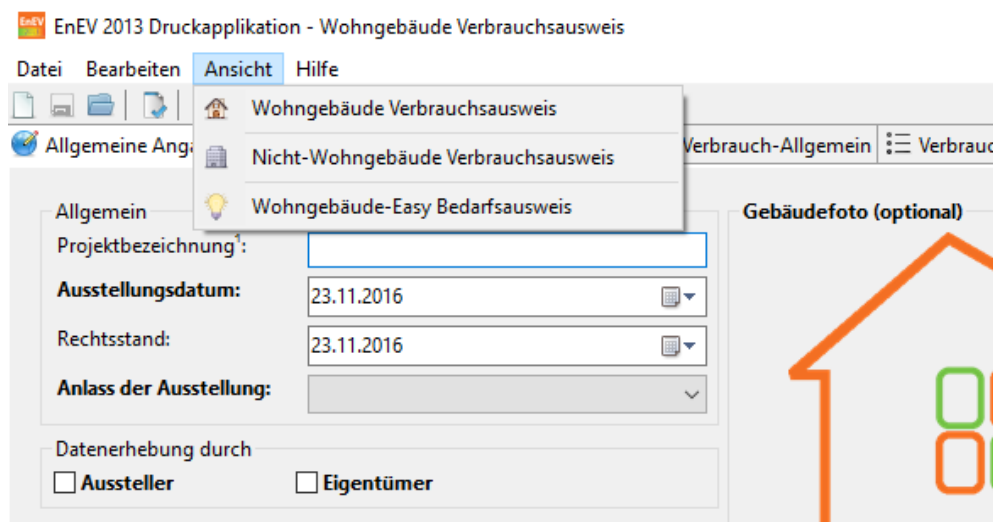 EnEV
EnEV 2013 Druckapplikation - Wohngebäude Verbrauchsausweis
Datei Bearbeiten Ansicht Hilfe
Wohngebäude Verbrauchsausweis
Nicht-Wohngebäude Verbrauchsausweis
Wohngebäude-Easy Bedarfsausweis
Allgemeine Anga
Verbrauch-Allgemein
Verbrauc
Allgemein
Projektbezeichnung¹:
Ausstellungsdatum: 23.11.2016
Rechtsstand: 23.11.2016
Anlass der Ausstellung:
Datenerhebung durch
Aussteller Eigentümer
Gebäudefoto (optional)